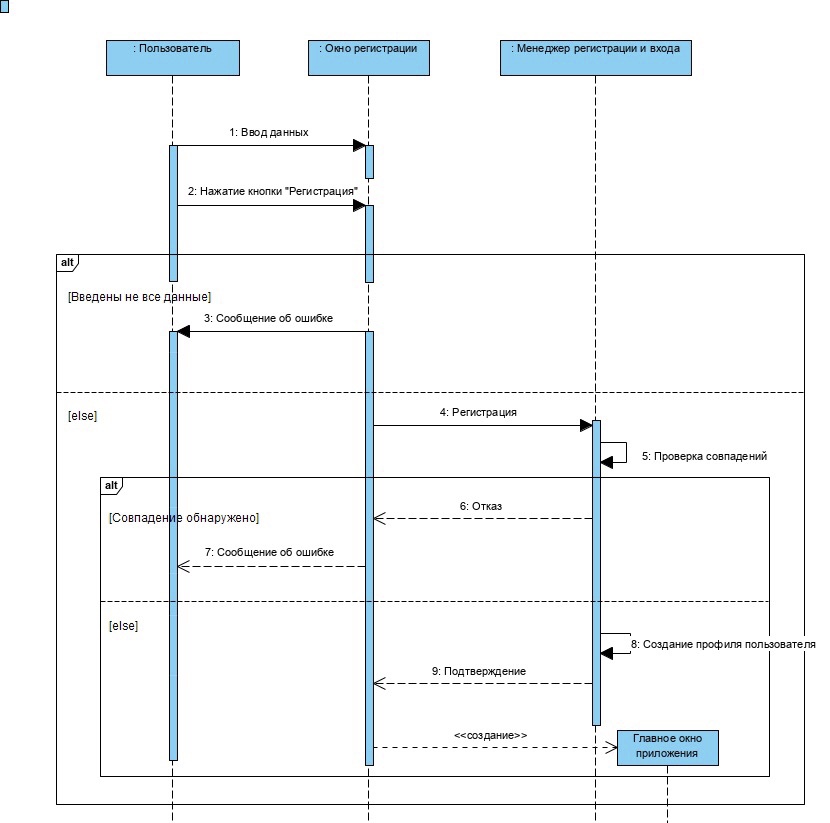 : Пользователь
: Окно регистрации
: Менеджер регистрации и входа
1: Ввод данных
2: Нажатие кнопки "Регистрация"
alt
[Введены не все данные]
3: Сообщение об ошибке
[else]
4: Регистрация
5: Проверка совпадений
alt
6: Отказ
[Совпадение обнаружено]
7: Сообщение об ошибке
[else]
8: Создание профиля пользователя
9: Подтверждение
<<создание>>
Главное окно
приложения